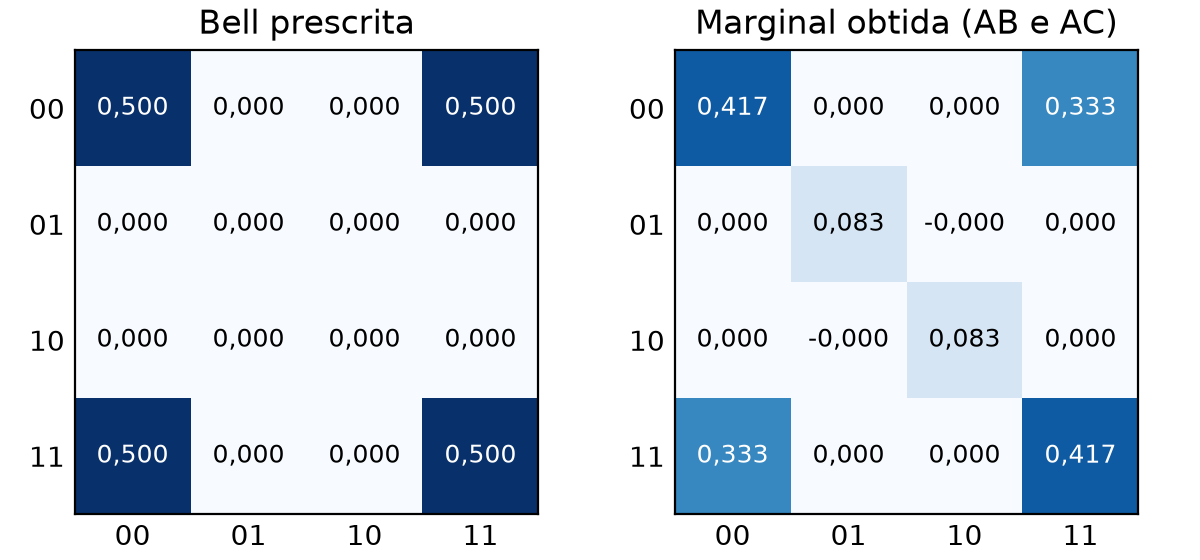 Bell prescrita
00 0,500 0,000 0,000 0,500
01 0,000 0,000 0,000 0,000
10 0,000 0,000 0,000 0,000
11 0,500 0,000 0,000 0,500
00 01 10 11
Marginal obtida (AB e AC)
00 0,417 0,000 0,000 0,333
01 0,000 0,083 -0,000 0,000
10 0,000 -0,000 0,083 0,000
11 0,333 0,000 0,000 0,417
00 01 10 11